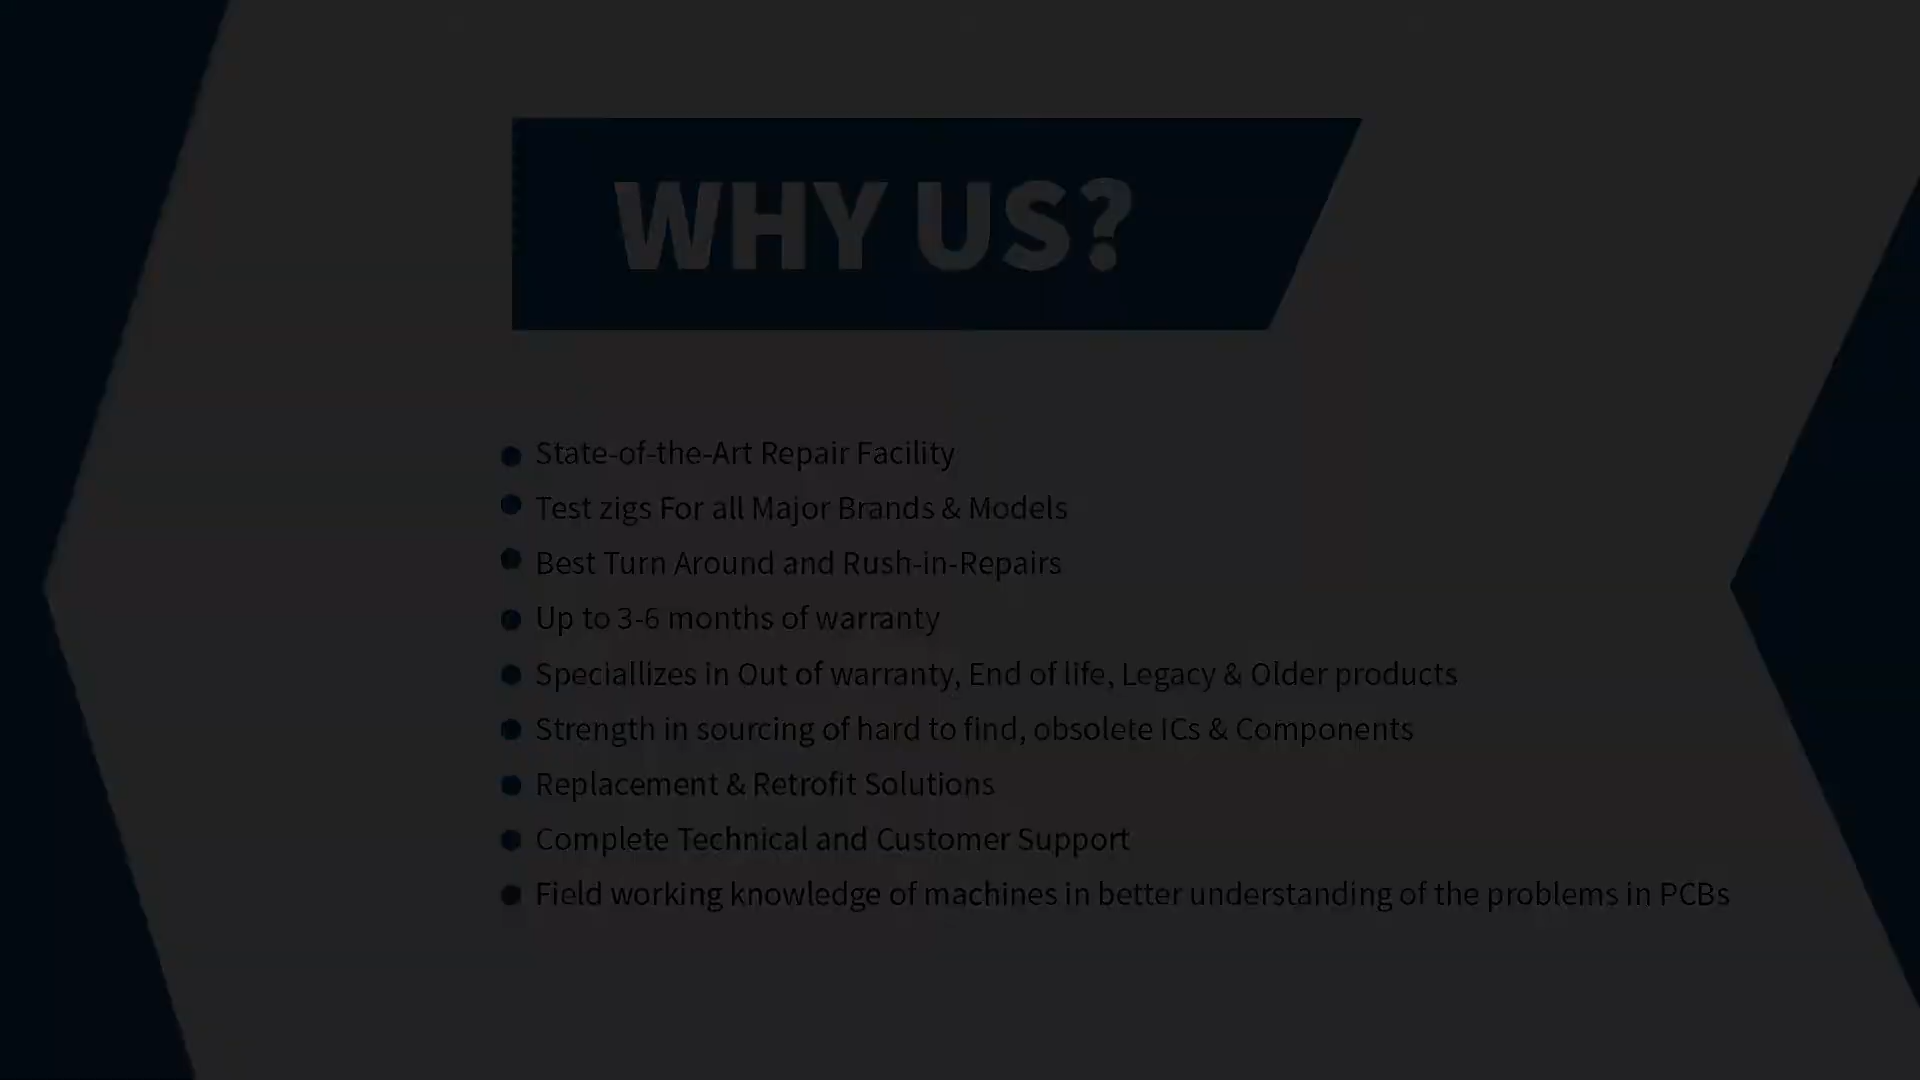 WHY US?
State-of-the-Art Repair Facility
Test zigs For all Major Brands & Models
Best Turn Around and Rush-in-Repairs
Up to 3-6 months of warranty
Speciallizes in Out of warranty, End of life, Legacy & Older products
Strength in sourcing of hard to find, obsolete ICs & Components
Replacement & Retrofit Solutions
Complete Technical and Customer Support
Field working knowledge of machines in better understanding of the problems in PCBs